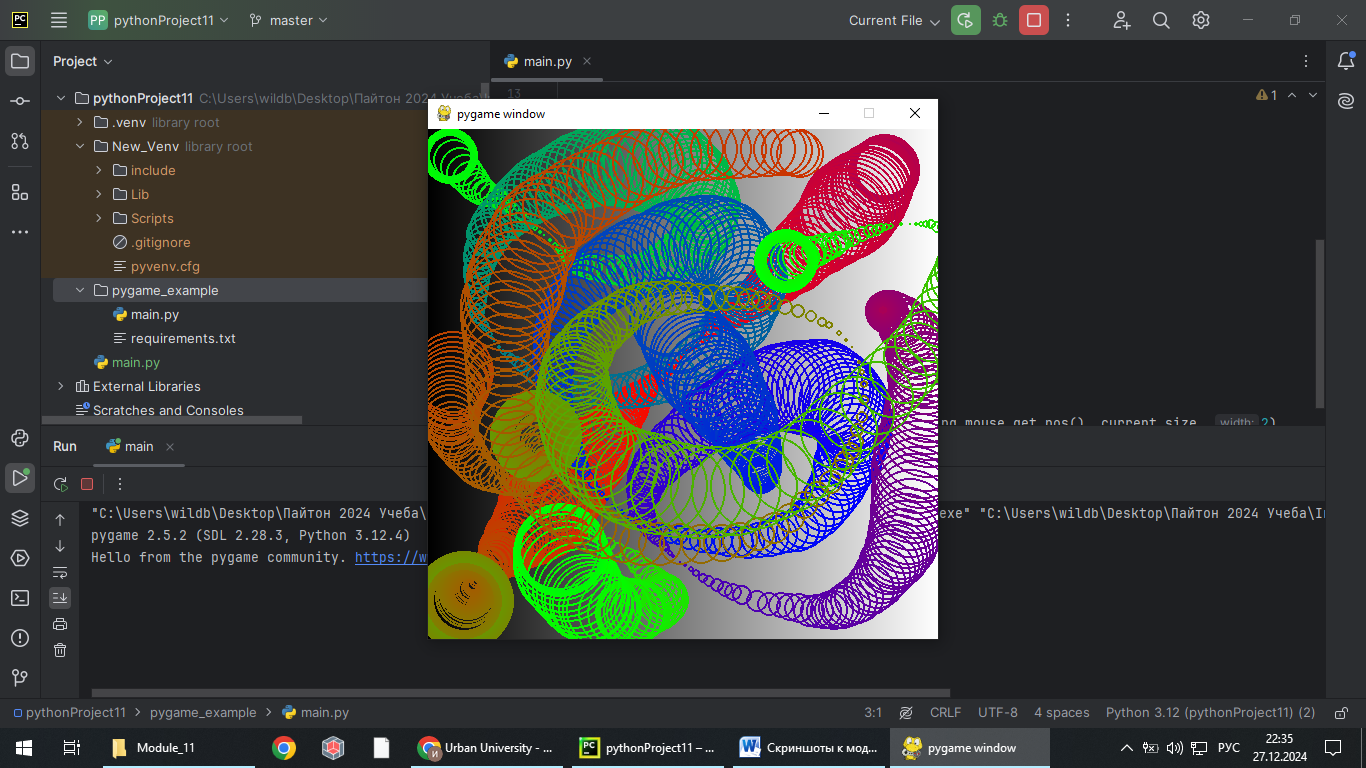 PC
PP pythonProject11
master
Current File
Project
main.py
pythonProject11 C:\Users\wildb\Desktop\Пайтон 2024 Учеба\
13
1
pygame window
.venv library root
New_Venv library root
include
Lib
Scripts
.gitignore
pyvenv.cfg
pygame_example
main.py
requirements.txt
main.py
External Libraries
Scratches and Consoles
mouse.get_pos(), current_size, width: 2)
Run
main
"C:\Users\wildb\Desktop\Пайтон 2024 Учеба\
exe" "C:\Users\wildb\Desktop\Пайтон 2024 Учеба\
pygame 2.5.2 (SDL 2.28.3, Python 3.12.4)
Hello from the pygame community. https://w
pythonProject11 > pygame_example > main.py
3:1
CRLF
UTF-8
4 spaces
Python 3.12 (pythonProject11) (2)
Module_11
Urban University - ...
pythonProject11 – ...
Скриншоты к мод...
pygame window
РУС
22:35
27.12.2024